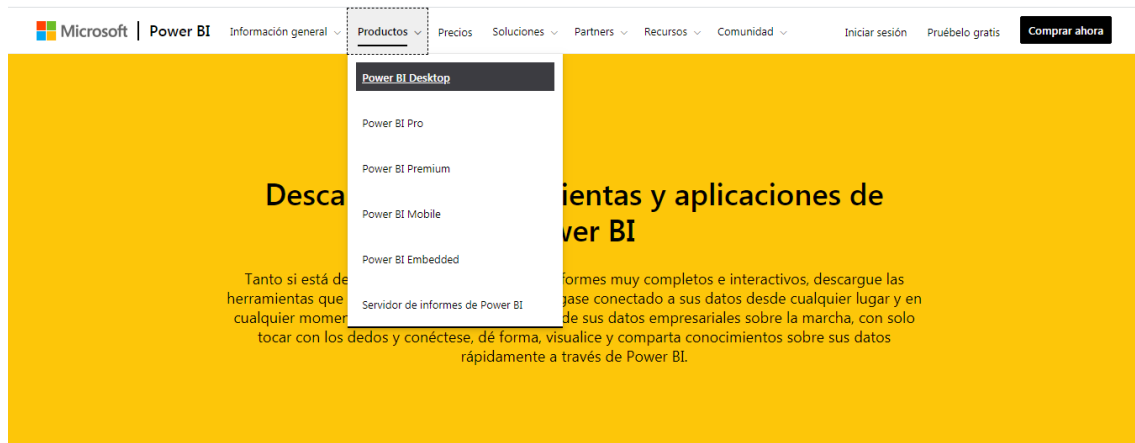 Microsoft Power BI Información general Productos Precios Soluciones Partners Recursos Comunidad Iniciar sesión Pruébelo gratis Comprar ahora
Power BI Desktop
Power BI Pro
Power BI Premium
Power BI Mobile
Power BI Embedded
Servidor de informes de Power BI
Desca ientas y aplicaciones de
wer BI
Tanto si está de formes muy completos e interactivos, descargue las
herramientas que gase conectado a sus datos desde cualquier lugar y en
cualquier momer de sus datos empresariales sobre la marcha, con solo
tocar con los dedos y conéctese, dé forma, visualice y comparta conocimientos sobre sus datos
rápidamente a través de Power BI.